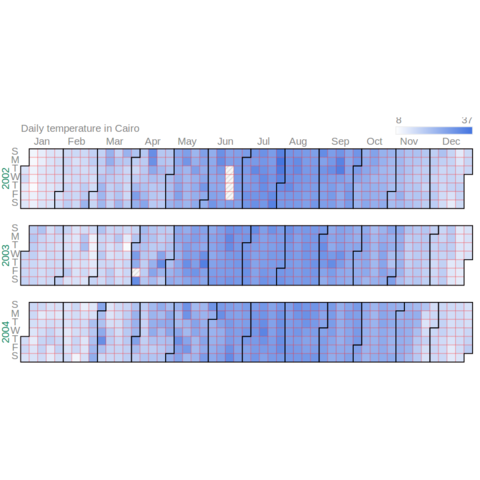 8 37
Daily temperature in Cairo
Jan Feb Mar Apr May Jun Jul Aug Sep Oct Nov Dec
2002
S
M
T
W
T
F
S
2003
S
M
T
W
T
F
S
2004
S
M
T
W
T
F
S